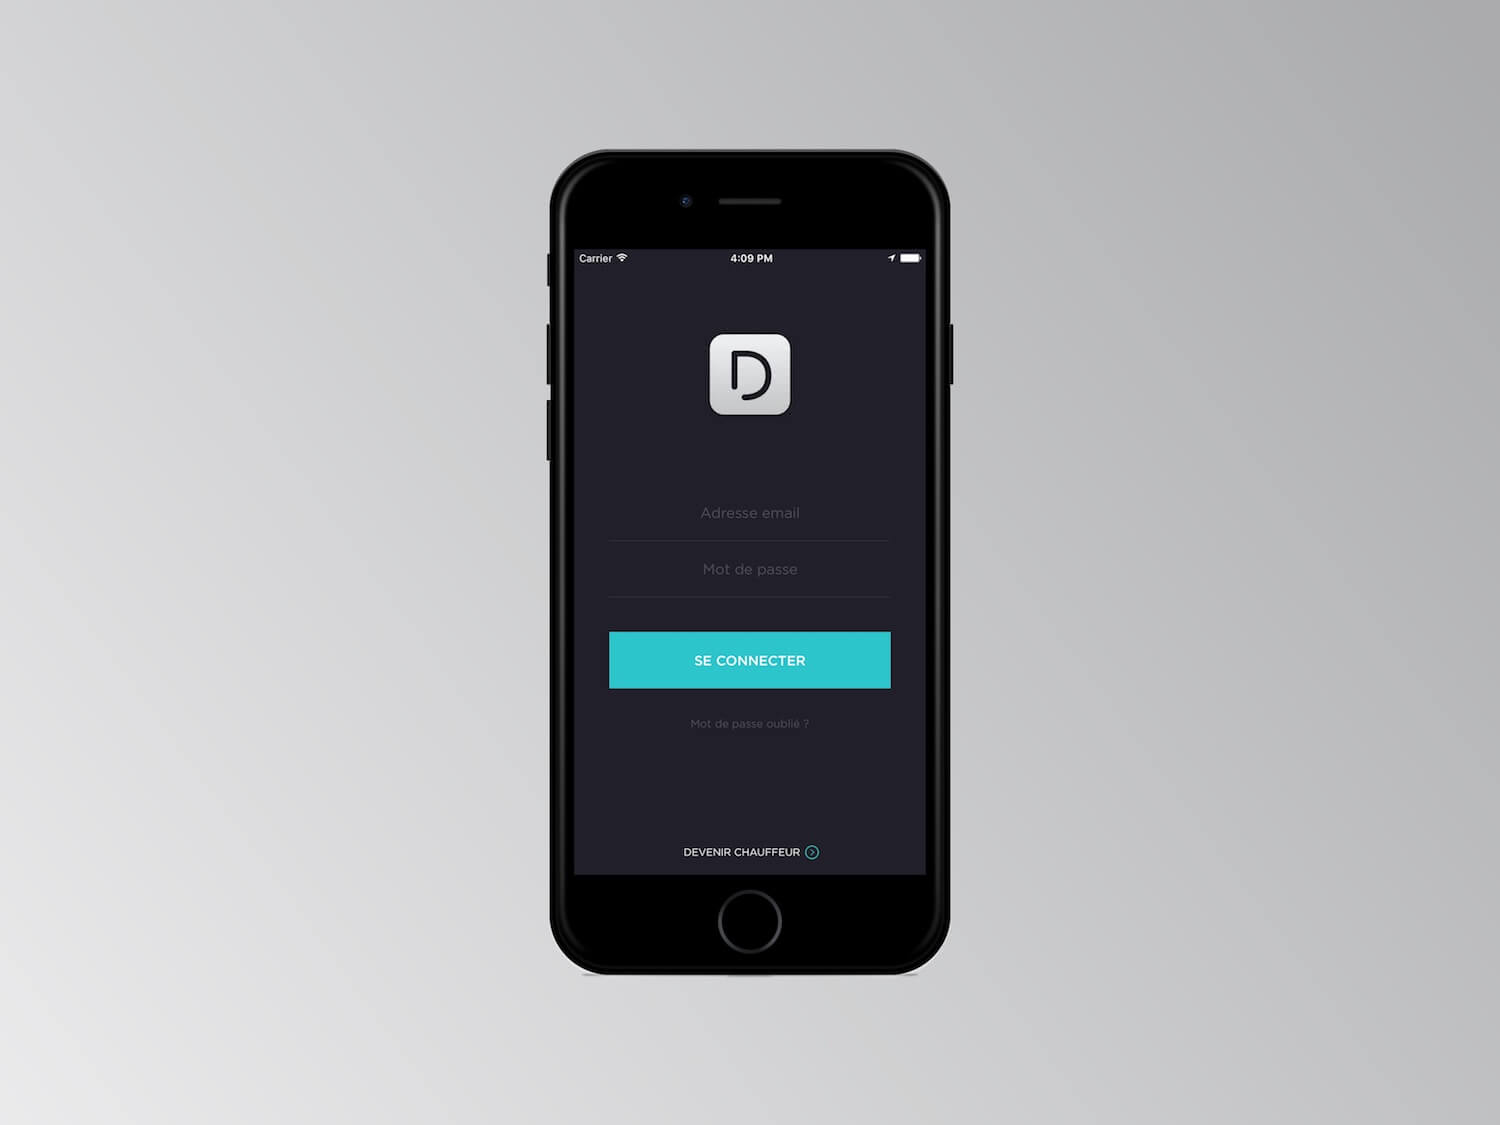 Carrier 4:09 PM
D
Adresse email
Mot de passe
SE CONNECTER
Mot de passe oublié ?
DEVENIR CHAUFFEUR